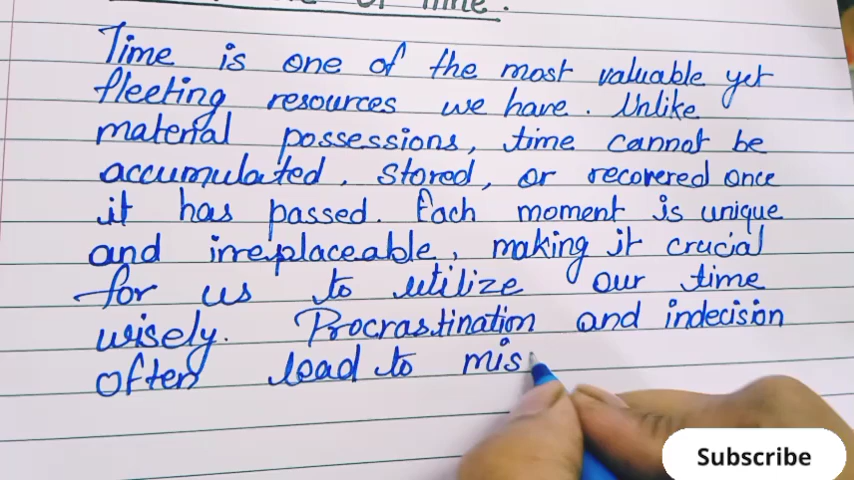 of Time.
Time is one of the most valuable yet
fleeting resources we have. Unlike
material possessions, time cannot be
accumulated, stored, or recovered once
it has passed. Each moment is unique
and irreplaceable, making it crucial
for us to utilize our time
wisely. Procrastination and indecision
often lead to mis
Subscribe